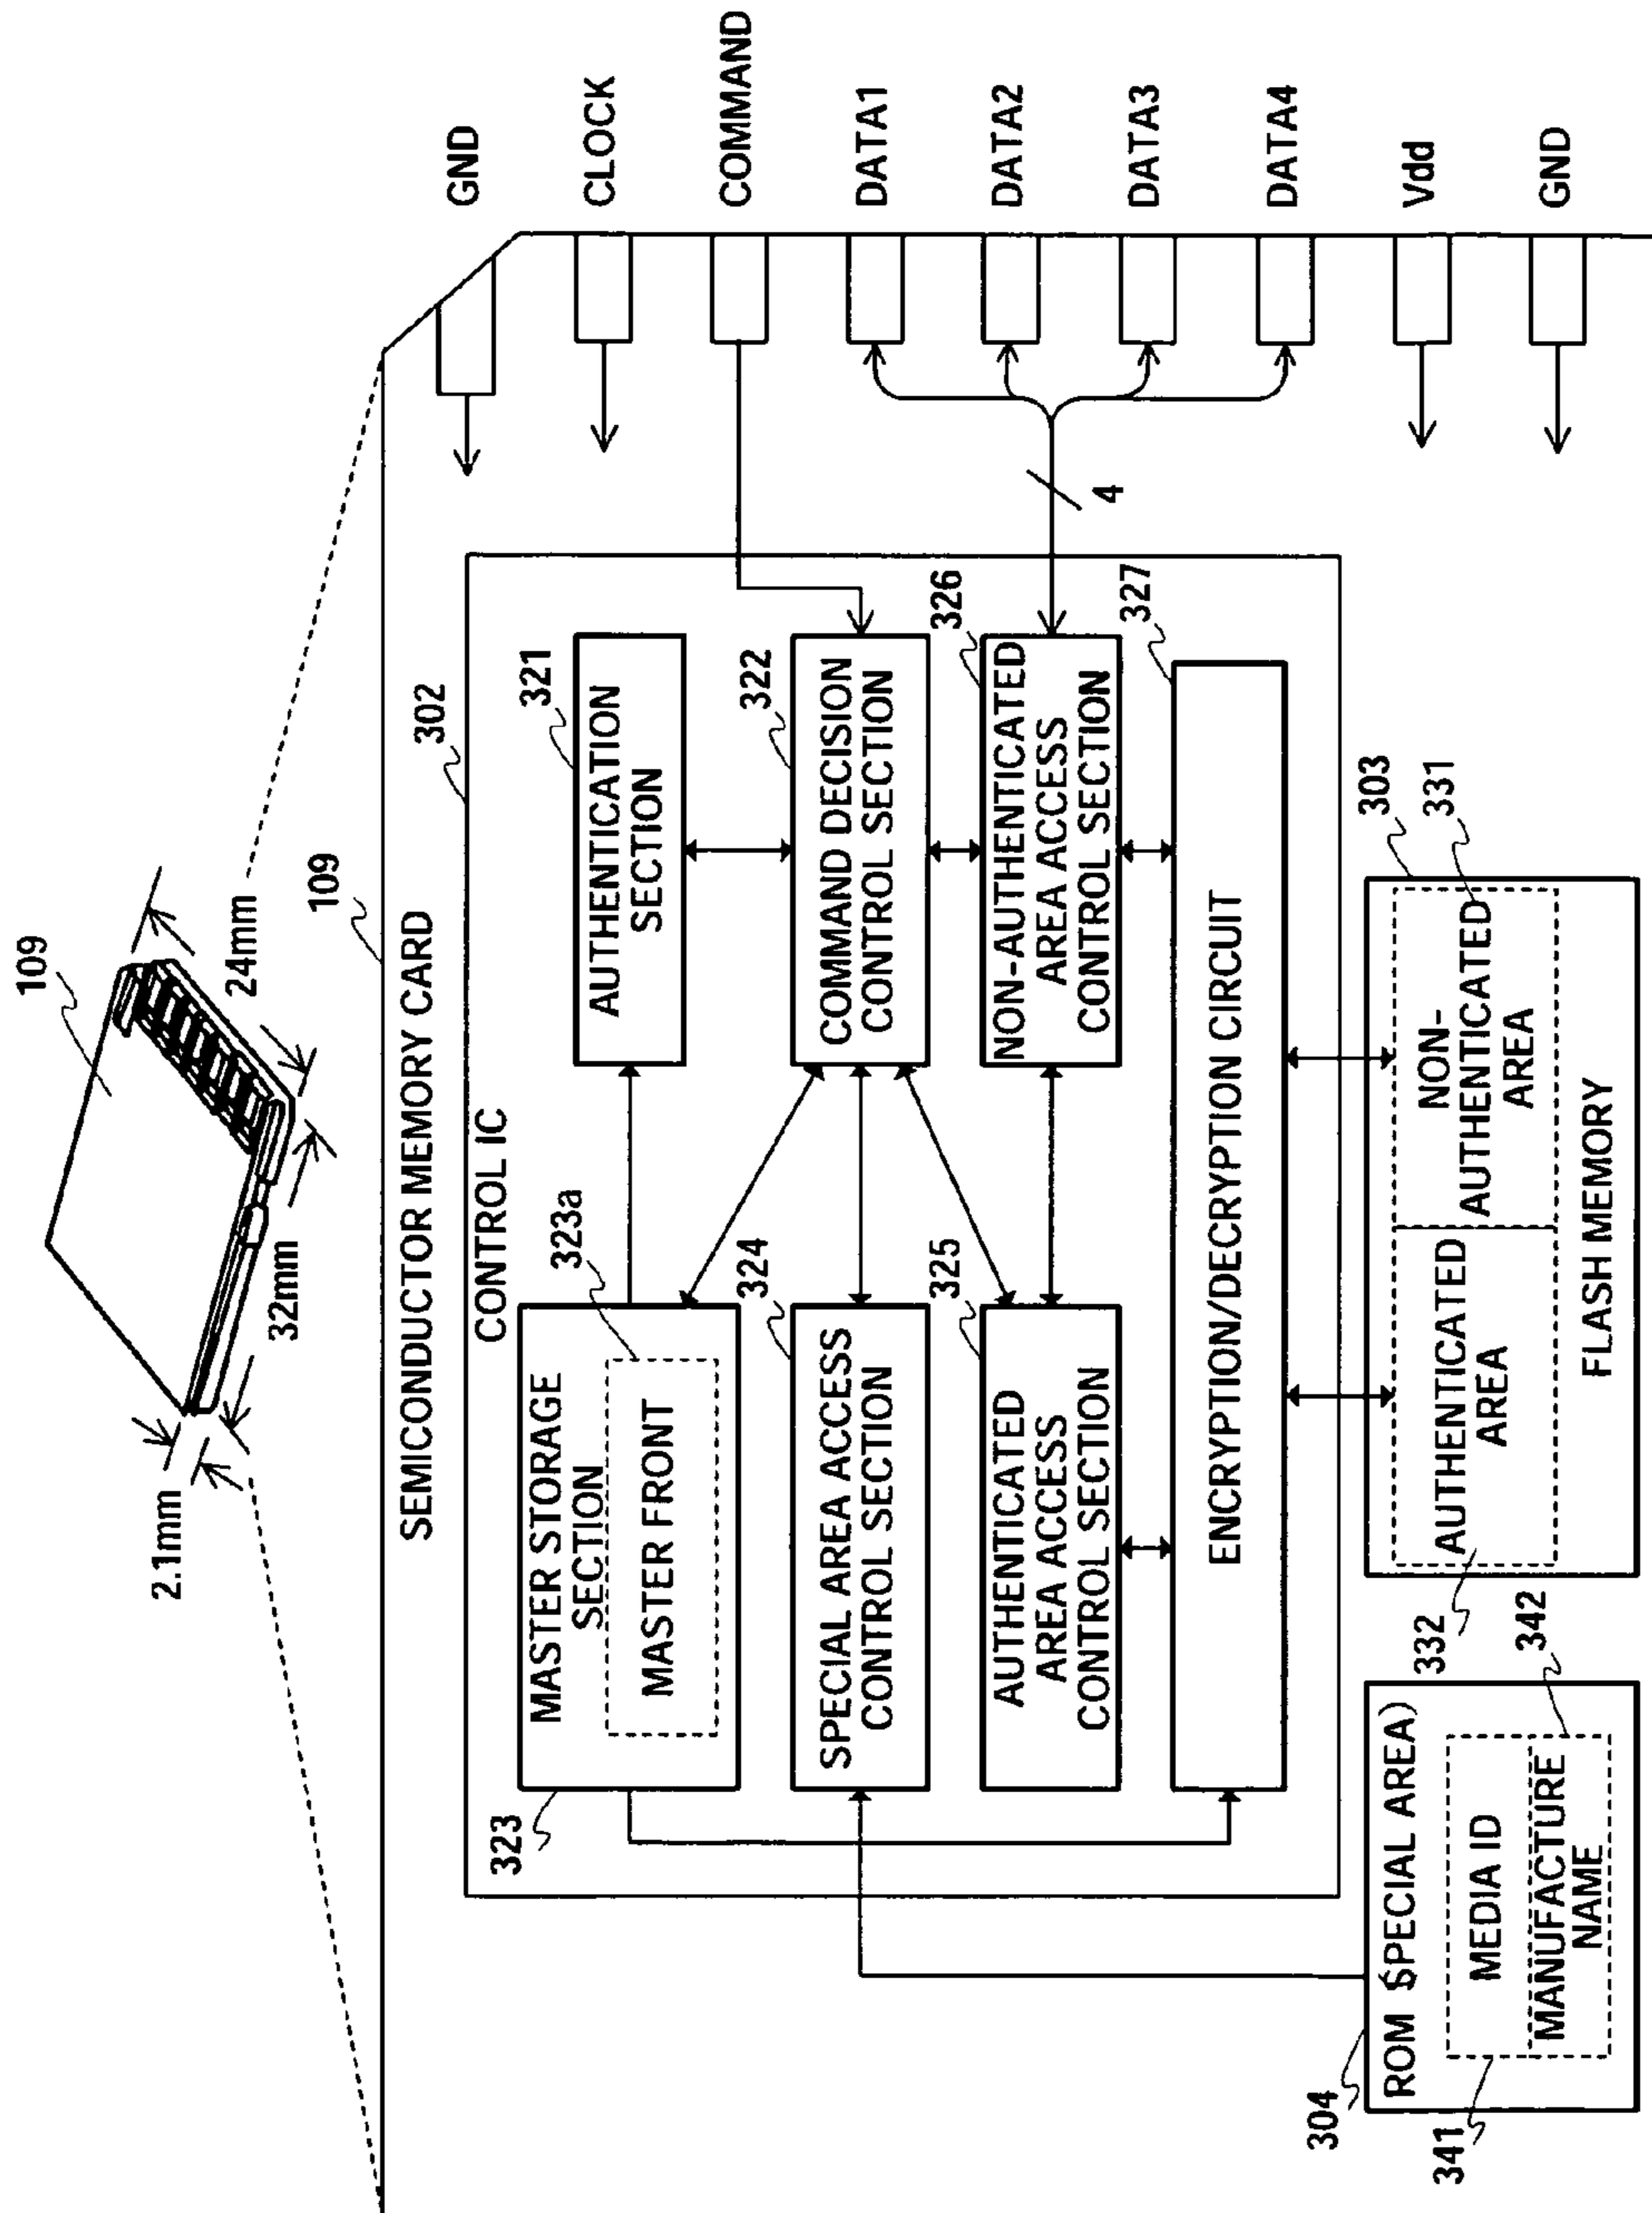 109
24mm
32mm
2.1mm
109
SEMICONDUCTOR MEMORY CARD
302
CONTROL IC
GND
CLOCK
COMMAND
DATA1
DATA2
DATA3
DATA4
Vdd
GND
4
323
MASTER STORAGE
SECTION
323a
MASTER FRONT
321
AUTHENTICATION
SECTION
324
SPECIAL AREA ACCESS
CONTROL SECTION
322
COMMAND DECISION
CONTROL SECTION
325
AUTHENTICATED
AREA ACCESS
CONTROL SECTION
326
NON-AUTHENTICATED
AREA ACCESS
CONTROL SECTION
327
ENCRYPTION/DECRYPTION CIRCUIT
304
ROM (SPECIAL AREA)
341
MEDIA ID
342
MANUFACTURE
NAME
303
332
AUTHENTICATED
AREA
331
NON-
AUTHENTICATED
AREA
FLASH MEMORY